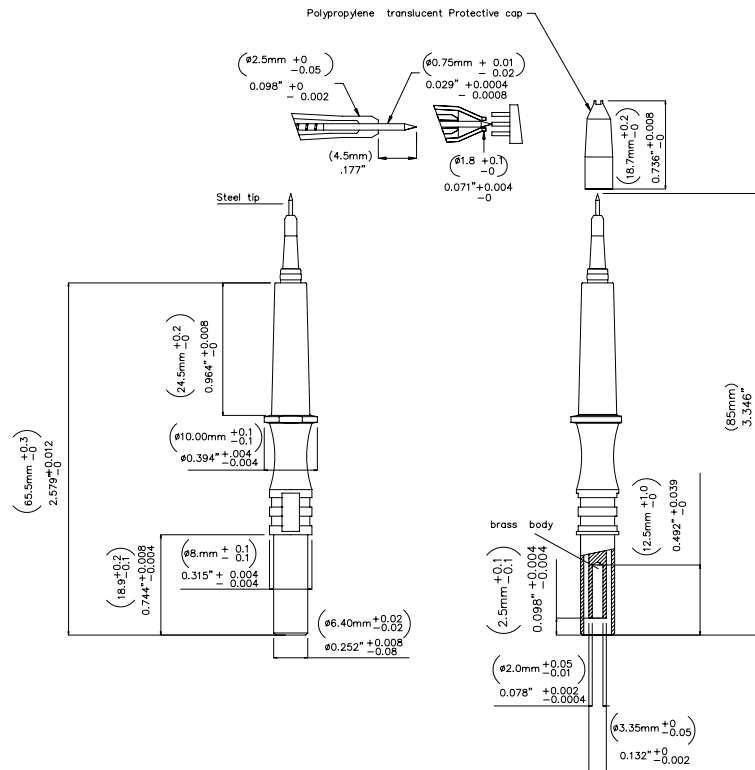 Polypropylene translucent Protective cap
ø2.5mm +0 -0.05
0.098" +0 - 0.002
ø0.75mm + 0.01 - 0.02
0.029" +0.0004 - 0.0008
(4.5mm)
.177"
ø1.8 +0.1 -0
0.071"+0.004 -0
18.7mm +0.2 -0
0.736" +0.008 -0
Steel tip
24.5mm +0.2 -0
0.964" +0.008 -0
65.5mm +0.3 -0
2.579" +0.012 -0
ø10.00mm +0.1 -0.1
ø0.394" +.004 -0.004
18.9 +0.2 -0.1
0.744" +0.008 -0.004
ø8.mm + 0.1 - 0.1
0.315" + 0.004 - 0.004
ø6.40mm +0.02 -0.02
ø0.252" +0.008 -0.08
(85mm)
3.346"
brass body
12.5mm +1.0 -0
0.492" +0.039 -0
2.5mm +0.1 -0.1
0.098" +0.004 -0.004
ø2.0mm +0.05 -0.01
0.078" +0.002 -0.0004
ø3.35mm +0 -0.05
0.132" +0 -0.002